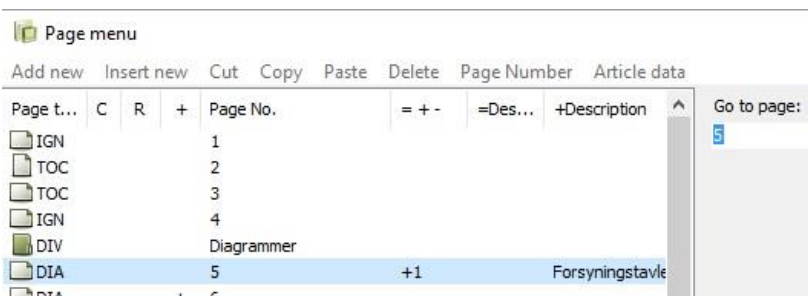 Page menu
Add new Insert new Cut Copy Paste Delete Page Number Article data
Page t... C R + Page No. = + - =Des... +Description Go to page:
IGN 1 5
TOC 2
TOC 3
IGN 4
DIV Diagrammer
DIA 5 +1 Forsyningstavle